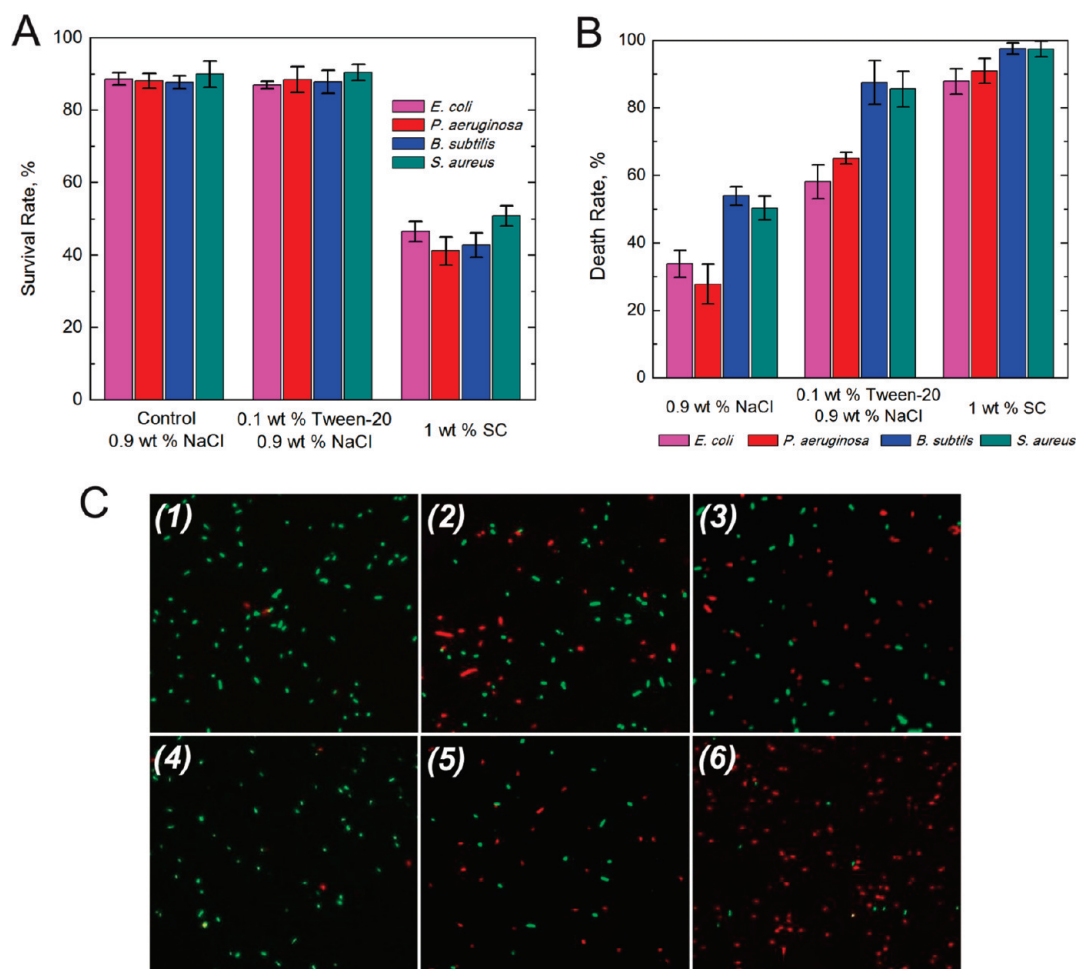 A
Survival Rate, %
100
80
60
40
20
0
E. coli
P. aeruginosa
B. subtilis
S. aureus
Control
0.9 wt % NaCl
0.1 wt % Tween-20
0.9 wt % NaCl
1 wt % SC
B
Death Rate, %
100
80
60
40
20
0
0.9 wt % NaCl
0.1 wt % Tween-20
0.9 wt % NaCl
1 wt % SC
E. coli P. aeruginosa B. subtils S. aureus
C
(1) (2) (3)
(4) (5) (6)